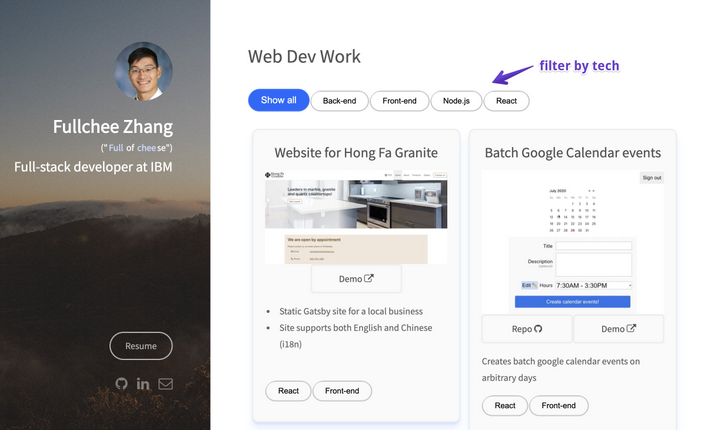 Fullchee Zhang
("Full of cheese")
Full-stack developer at IBM
Resume
Web Dev Work
filter by tech
Show all
Back-end
Front-end
Node.js
React
Website for Hong Fa Granite
Leaders in marble, granite
and quartz countertops!
We are open by appointment
Demo
Static Gatsby site for a local business
Site supports both English and Chinese
(i18n)
React
Front-end
Batch Google Calendar events
Sign out
July 2020
Title
Description
Edit
Hours
7:30AM - 3:30PM
Create calendar events!
Repo
Demo
Creates batch google calendar events on
arbitrary days
React
Front-end